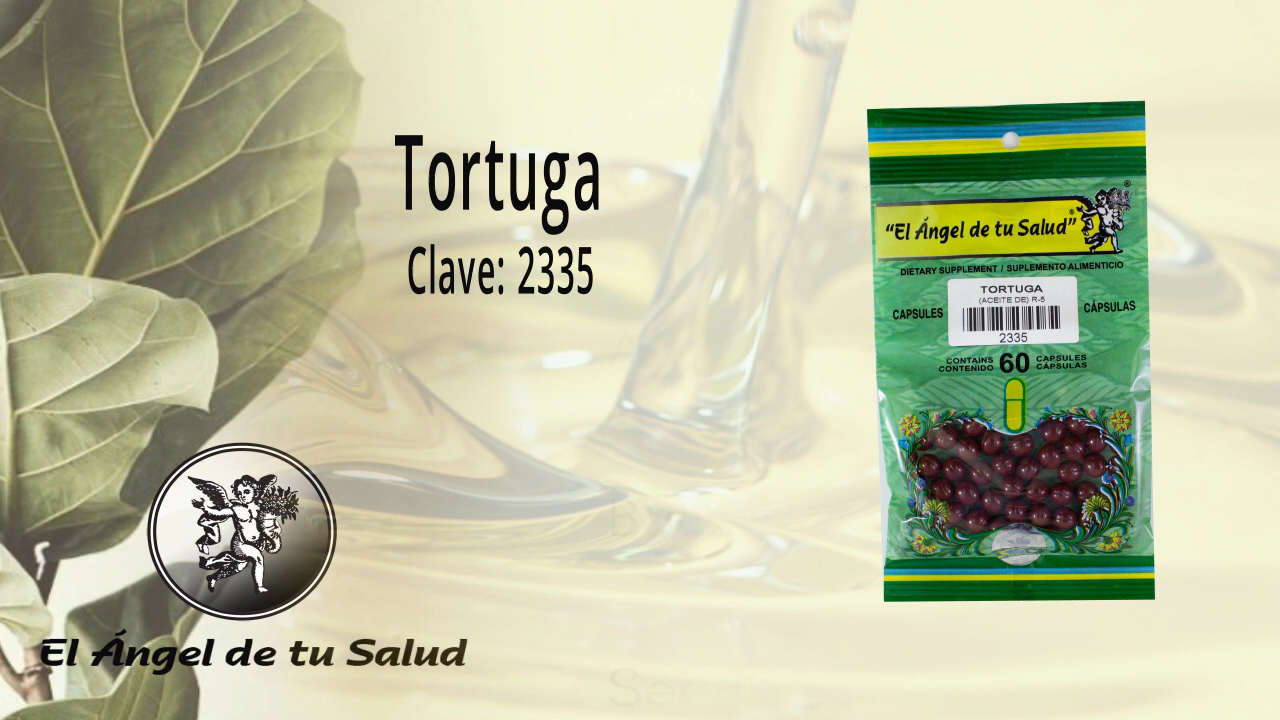 Tortuga
Clave: 2335
"El Ángel de tu Salud"®
®
DIETARY SUPPLEMENT / SUPLEMENTO ALIMENTICIO
TORTUGA
(ACEITE DE) R-5
CAPSULES
CÁPSULAS
2335
CONTAINS
CONTENIDO
60
CAPSULES
CÁPSULAS
El Ángel de tu Salud